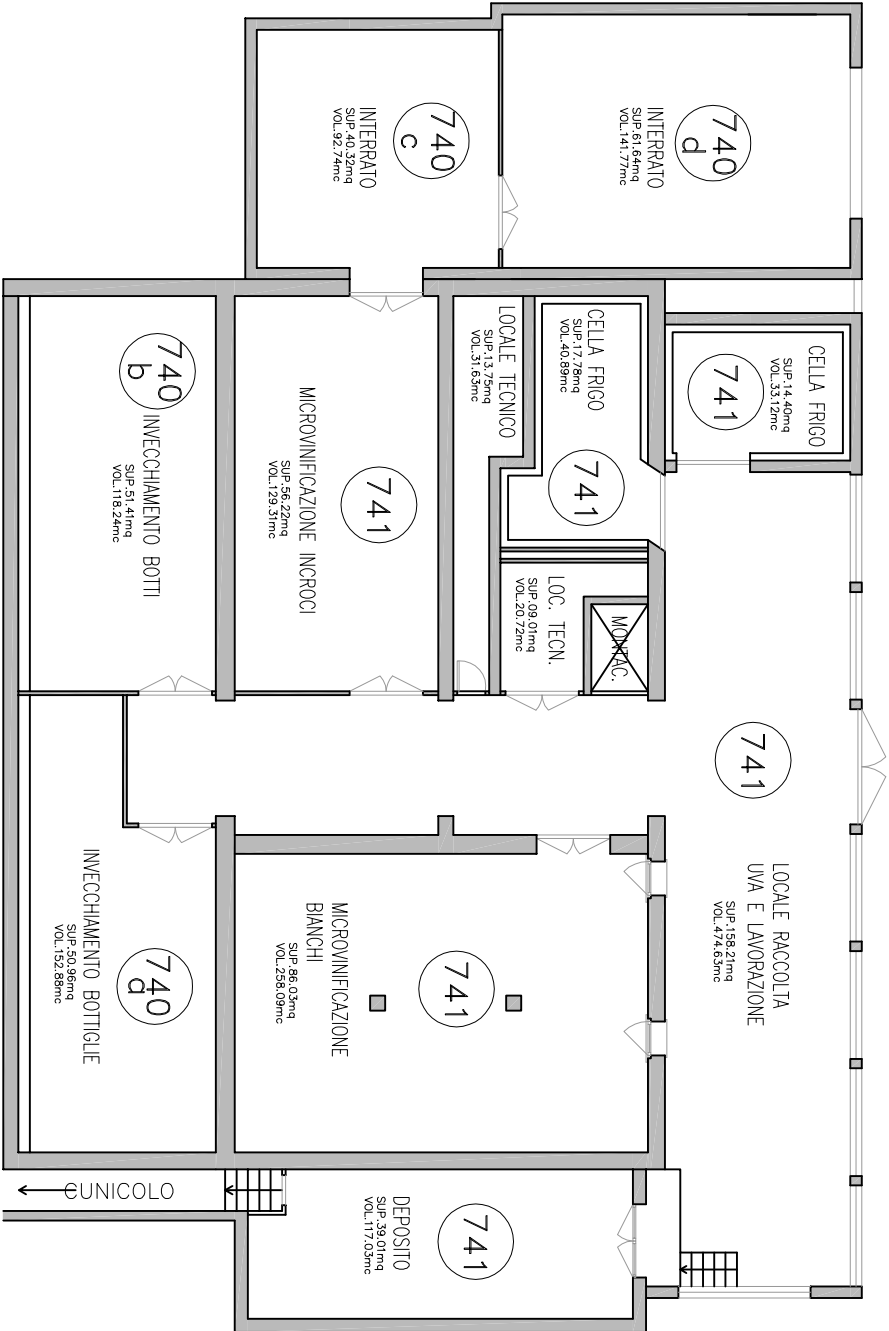 740
d
INTERRATO
SUP.61.64mq
VOL.141.77mc
740
c
INTERRATO
SUP.40.32mq
VOL.92.74mc
CELLA FRIGO
SUP.14.40mq
VOL.33.12mc
741
CELLA FRIGO
SUP.17.78mq
VOL.40.89mc
741
LOCALE TECNICO
SUP.13.75mq
VOL.31.63mc
741
MICROVINIFICAZIONE INCROCI
SUP.56.22mq
VOL.129.31mc
740
b
INVECCHIAMENTO BOTTI
SUP.51.41mq
VOL.118.24mc
MONTAC.
LOC. TECN.
SUP.09.01mq
VOL.20.72mc
741
LOCALE RACCOLTA
UVA E LAVORAZIONE
SUP.158.21mq
VOL.474.63mc
741
MICROVINIFICAZIONE
BIANCHI
SUP.86.03mq
VOL.258.09mc
740
a
INVECCHIAMENTO BOTTIGLIE
SUP.50.96mq
VOL.152.88mc
741
DEPOSITO
SUP.39.01mq
VOL.117.03mc
CUNICOLO